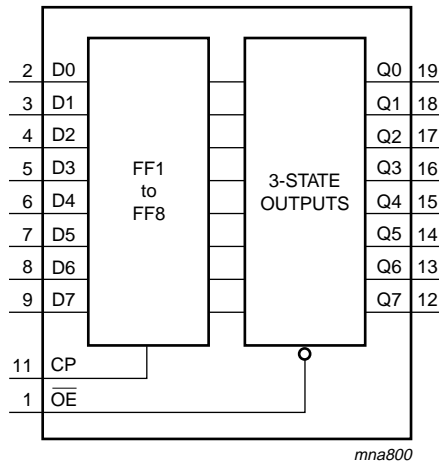 2 D0 Q0 19
3 D1 Q1 18
4 D2 Q2 17
5 D3 Q3 16
6 D4 Q4 15
7 D5 Q5 14
8 D6 Q6 13
9 D7 Q7 12
FF1
to
FF8
3-STATE
OUTPUTS
11 CP
1 O̅E̅
mna800